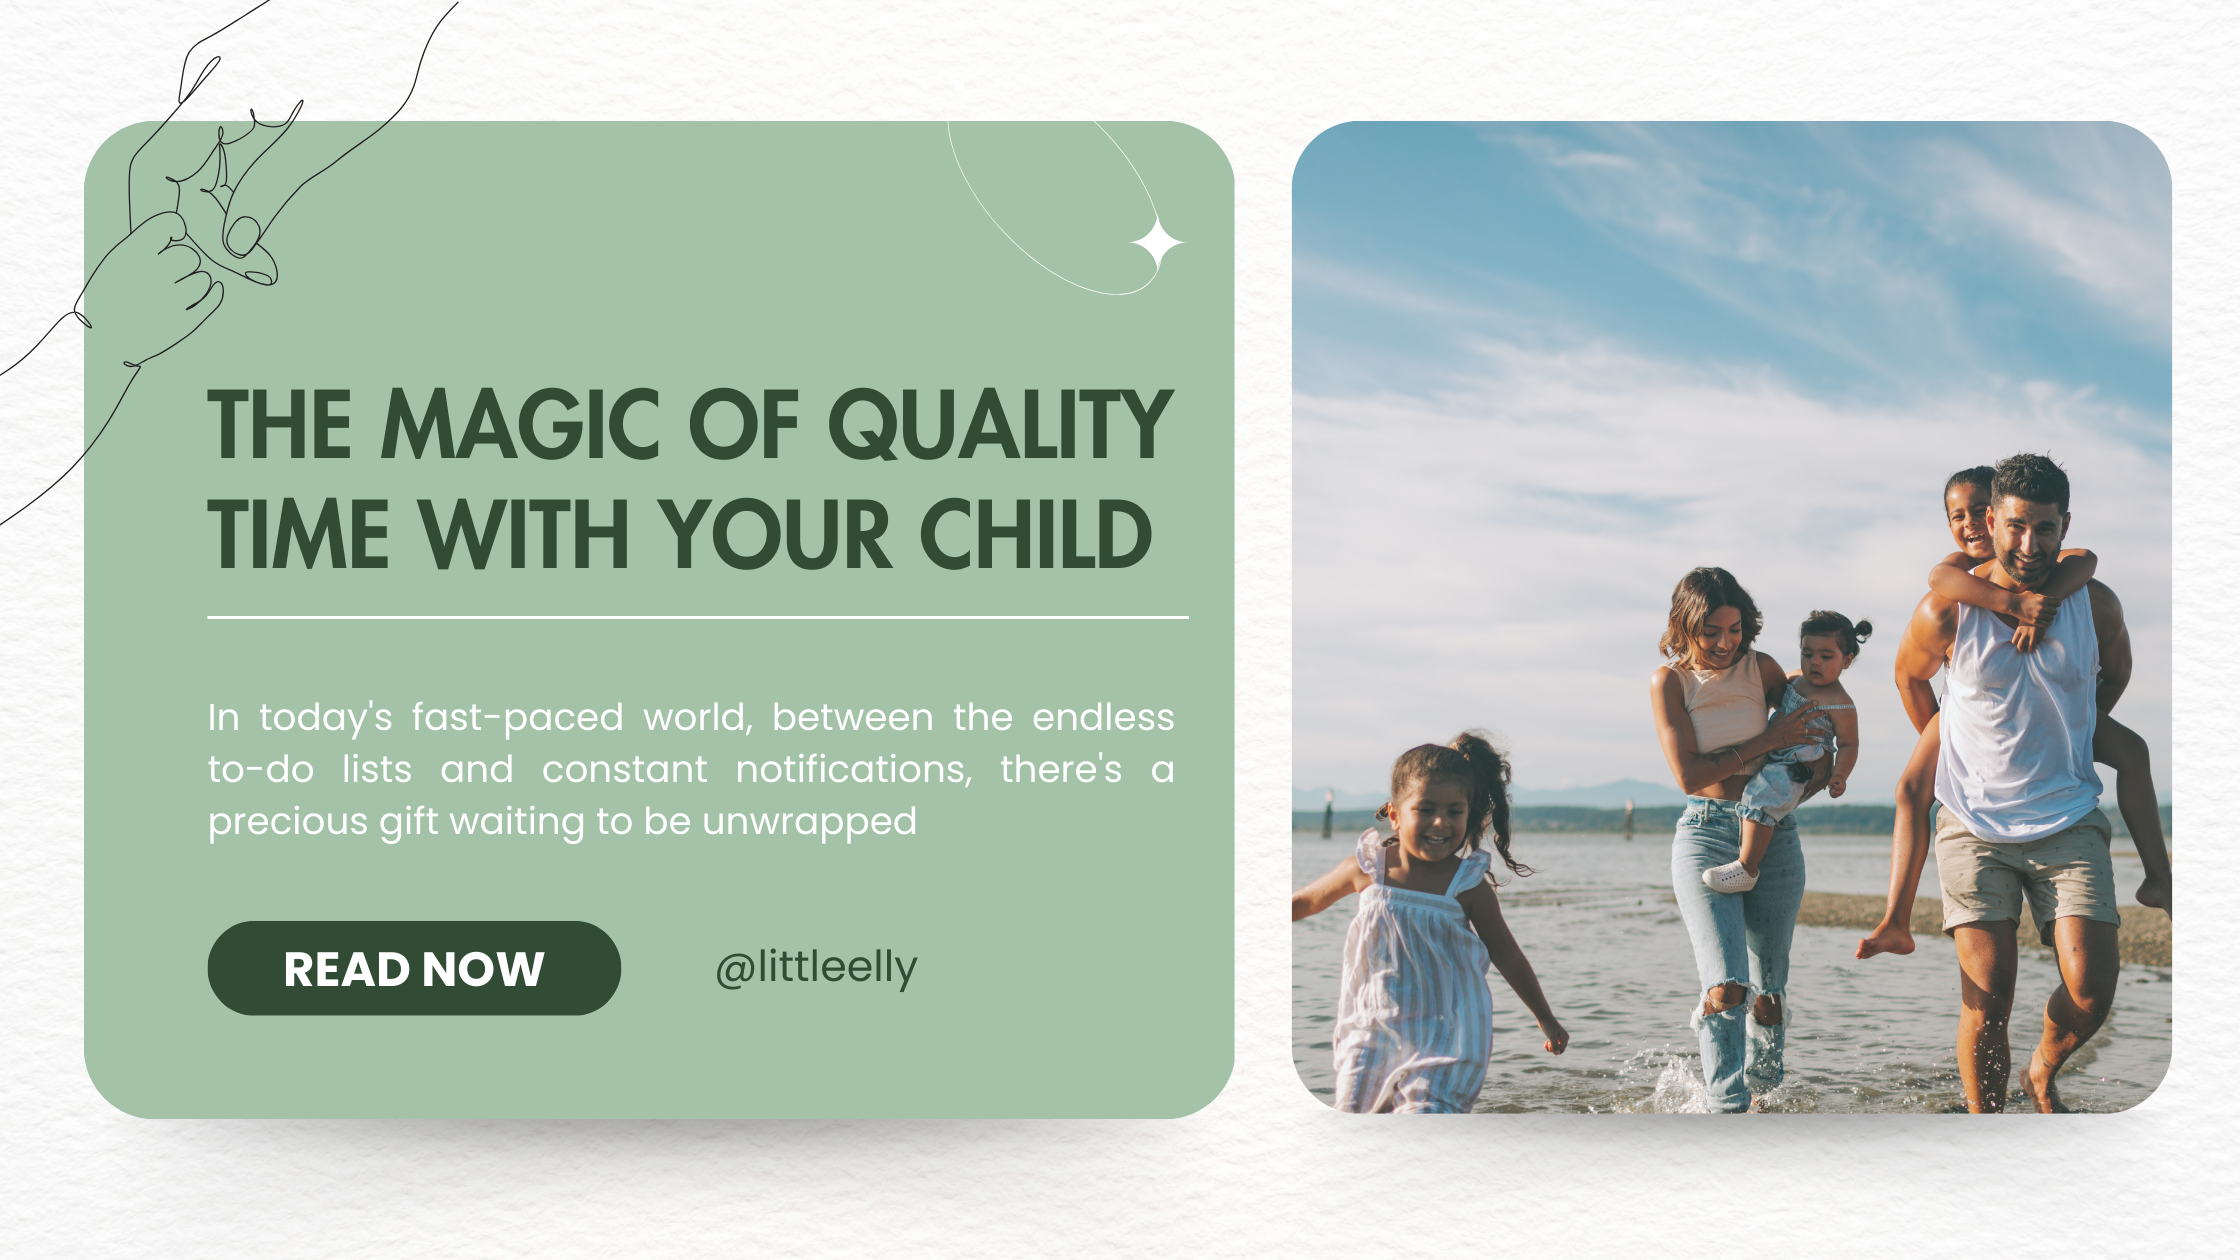 THE MAGIC OF QUALITY
TIME WITH YOUR CHILD
In today's fast-paced world, between the endless
to-do lists and constant notifications, there's a
precious gift waiting to be unwrapped
READ NOW
@littleelly